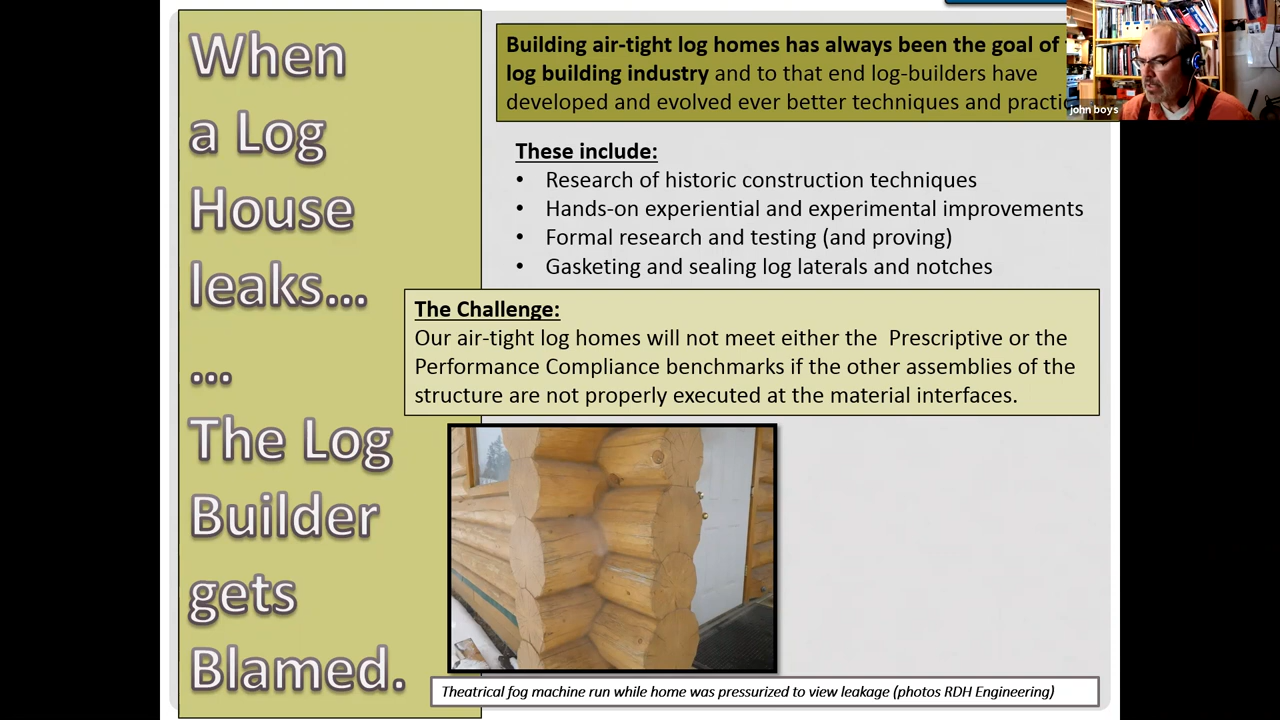 When
a Log
House
leaks...
...
The Log
Builder
gets
Blamed.
Building air-tight log homes has always been the goal of
log building industry and to that end log-builders have
developed and evolved ever better techniques and
john boys
These include:
• Research of historic construction techniques
• Hands-on experiential and experimental improvements
• Formal research and testing (and proving)
• Gasketing and sealing log laterals and notches
The Challenge:
Our air-tight log homes will not meet either the Prescriptive or the
Performance Compliance benchmarks if the other assemblies of the
structure are not properly executed at the material interfaces.
Theatrical fog machine run while home was pressurized to view leakage (photos RDH Engineering)